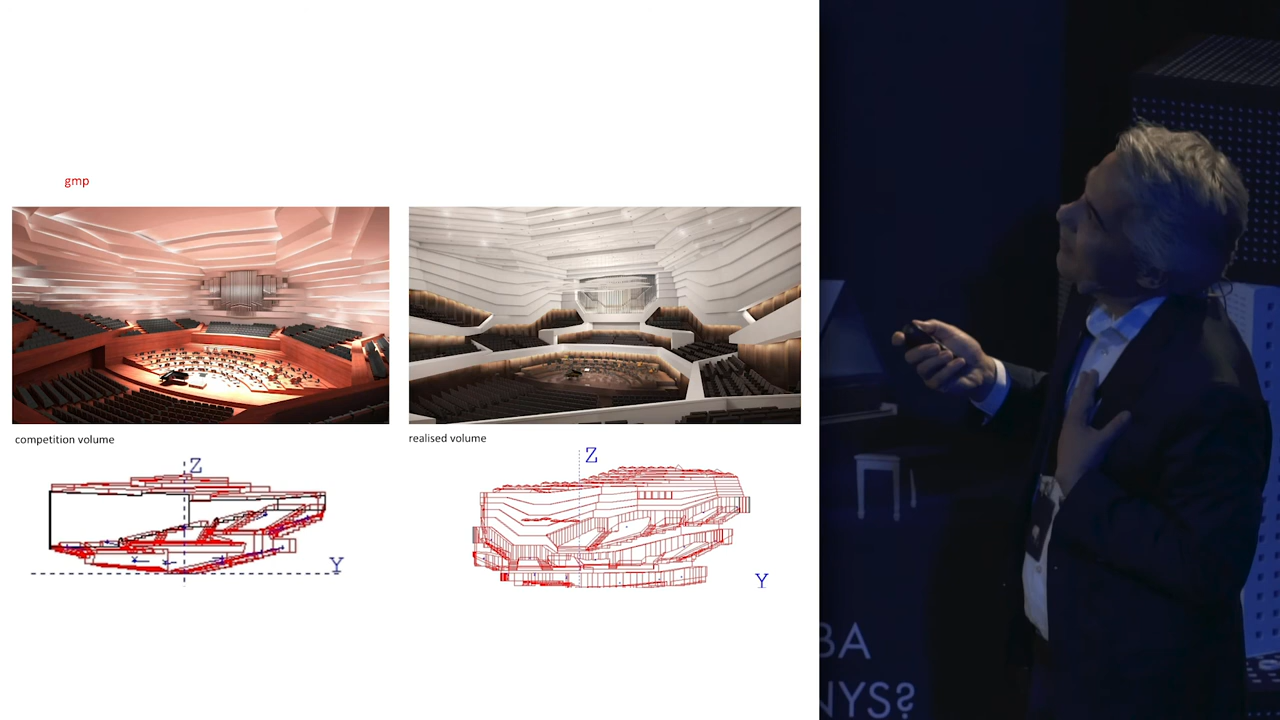 gmp
competition volume
realised volume
Z
Z
Y
Y
BA
NYS?